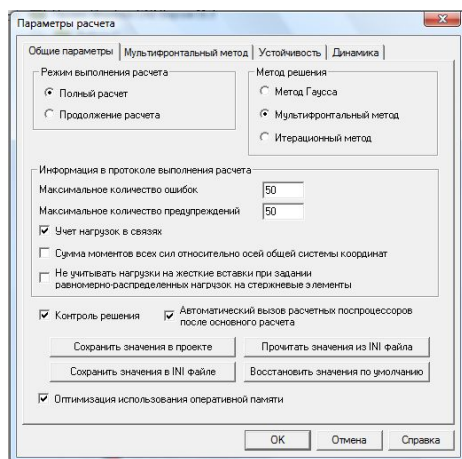 Параметры расчета
Общие параметры Мультифронтальный метод Устойчивость Динамика
Режим выполнения расчета
Полный расчет
Продолжение расчета
Метод решения
Метод Гаусса
Мультифронтальный метод
Итерационный метод
Информация в протоколе выполнения расчета
Максимальное количество ошибок 50
Максимальное количество предупреждений 50
Учет нагрузок в связях
Сумма моментов всех сил относительно осей общей системы координат
Не учитывать нагрузки на жесткие вставки при задании
равномерно-распределенных нагрузок на стержневые элементы
Контроль решения
Автоматический вызов расчетных постпроцессоров
после основного расчета
Сохранить значения в проекте Прочитать значения из INI файла
Сохранить значения в INI файле Восстановить значения по умолчанию
Оптимизация использования оперативной памяти
OK Отмена Справка